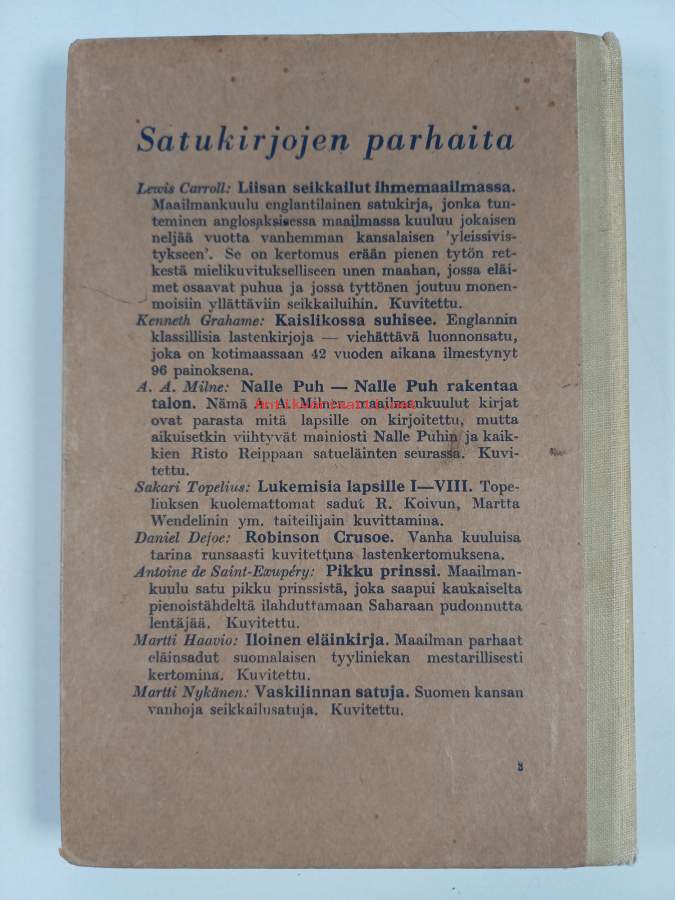 Satukirjojen parhaita
Lewis Carroll: Liisan seikkailut ihmemaailmassa.
Maailmankuulu englantilainen satukirja, jonka tun-
teminen anglosaksisessa maailmassa kuuluu jokaisen
neljää vuotta vanhemman kansalaisen 'yleissivis-
tykseen'. Se on kertomus erään pienen tytön ret-
kestä mielikuvitukselliseen unen maahan, jossa eläi-
met osaavat puhua ja jossa tyttönen joutuu monen-
moisiin yllättäviin seikkailuihin. Kuvitettu.
Kenneth Grahame: Kaislikossa suhisee. Englannin
klassillisia lastenkirjoja — viehättävä luonnonsatu,
joka on kotimaassaan 42 vuoden aikana ilmestynyt
96 painoksena.
A. A. Milne: Nalle Puh — Nalle Puh rakentaa
talon. Nämä A. A. Milnen maailmankuulut kirjat
ovat parasta mitä lapsille on kirjoitettu, mutta
aikuisetkin viihtyvät mainiosti Nalle Puhin ja kaik-
kien Risto Reippaan satueläinten seurassa. Kuvi-
tettu.
Sakari Topelius: Lukemisia lapsille I—VIII. Tope-
liuksen kuolemattomat sadut R. Koivun, Martta
Wendelinin ym. taiteilijain kuvittamina.
Daniel Defoe: Robinson Crusoe. Vanha kuuluisa
tarina runsaasti kuvitettuna lastenkertomuksena.
Antoine de Saint-Exupéry: Pikku prinssi. Maailman-
kuulu satu pikku prinssistä, joka saapui kaukaiselta
pienoistähdeltä ilahduttamaan Saharaan pudonnutta
lentäjää. Kuvitettu.
Martti Haavio: Iloinen eläinkirja. Maailman parhaat
eläinsadut suomalaisen tyyliniekan mestarillisesti
kertomina. Kuvitettu.
Martti Nykänen: Vaskilinnan satuja. Suomen kansan
vanhoja seikkailusatuja. Kuvitettu.